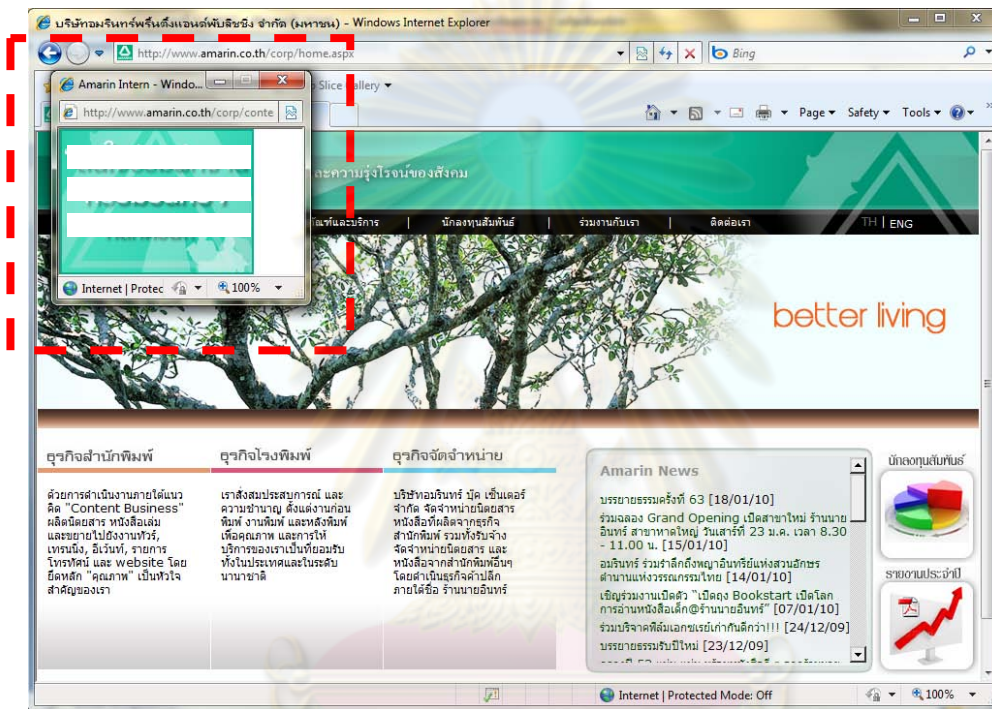 บริษัทอมรินทร์พริ้นติ้งแอนด์พับลิชชิ่ง จำกัด (มหาชน) - Windows Internet Explorer
http://www.amarin.co.th/corp/home.aspx
Bing
Amarin Intern - Windo...
Slice Gallery
http://www.amarin.co.th/corp/conte
Page
Safety
Tools
และความรุ่งโรจน์ของสังคม
ภัณฑ์และบริการ | นักลงทุนสัมพันธ์ | ร่วมงานกับเรา | ติดต่อเรา
TH | ENG
Internet | Protec
100%
better living
ธุรกิจสำนักพิมพ์
ด้วยการดำเนินงานภายใต้แนว
คิด "Content Business"
ผลิตนิตยสาร หนังสือเล่ม
และขยายไปยังงานทัวร์,
เทรนนิ่ง, อีเว้นท์, รายการ
โทรทัศน์ และ website โดย
ยึดหลัก "คุณภาพ" เป็นหัวใจ
สำคัญของเรา
ธุรกิจโรงพิมพ์
เราสั่งสมประสบการณ์ และ
ความชำนาญ ตั้งแต่งานก่อน
พิมพ์ งานพิมพ์ และหลังพิมพ์
เพื่อคุณภาพ และการให้
บริการของเราเป็นที่ยอมรับ
ทั้งในประเทศและในระดับ
นานาชาติ
ธุรกิจจัดจำหน่าย
บริษัทอมรินทร์ บุ๊ค เซ็นเตอร์
จำกัด จัดจำหน่ายนิตยสาร
หนังสือที่ผลิตจากธุรกิจ
สำนักพิมพ์ รวมทั้งรับจ้าง
จัดจำหน่ายนิตยสาร และ
หนังสือจากสำนักพิมพ์อื่นๆ
โดยดำเนินธุรกิจค้าปลีก
ภายใต้ชื่อ ร้านนายอินทร์
Amarin News
บรรยายธรรมครั้งที่ 63 [18/01/10]
ร่วมฉลอง Grand Opening เปิดสาขาใหม่ ร้านนาย
อินทร์ สาขาหาดใหญ่ วันเสาร์ที่ 23 ม.ค. เวลา 8.30
- 11.00 น. [15/01/10]
อมรินทร์ ร่วมรำลึกถึงพญาอินทรีย์แห่งสวนอักษร
ตำนานแห่งวรรณกรรมไทย [14/01/10]
เชิญร่วมงานเปิดตัว "เปิดถุง Bookstart เปิดโลก
การอ่านหนังสือเด็ก@ร้านนายอินทร์" [07/01/10]
ร่วมบริจาคฟิล์มเอกซเรย์เก่ากันดีกว่า!!! [24/12/09]
บรรยายธรรมรับปีใหม่ [23/12/09]
นักลงทุนสัมพันธ์
รายงานประจำปี
Internet | Protected Mode: Off
100%